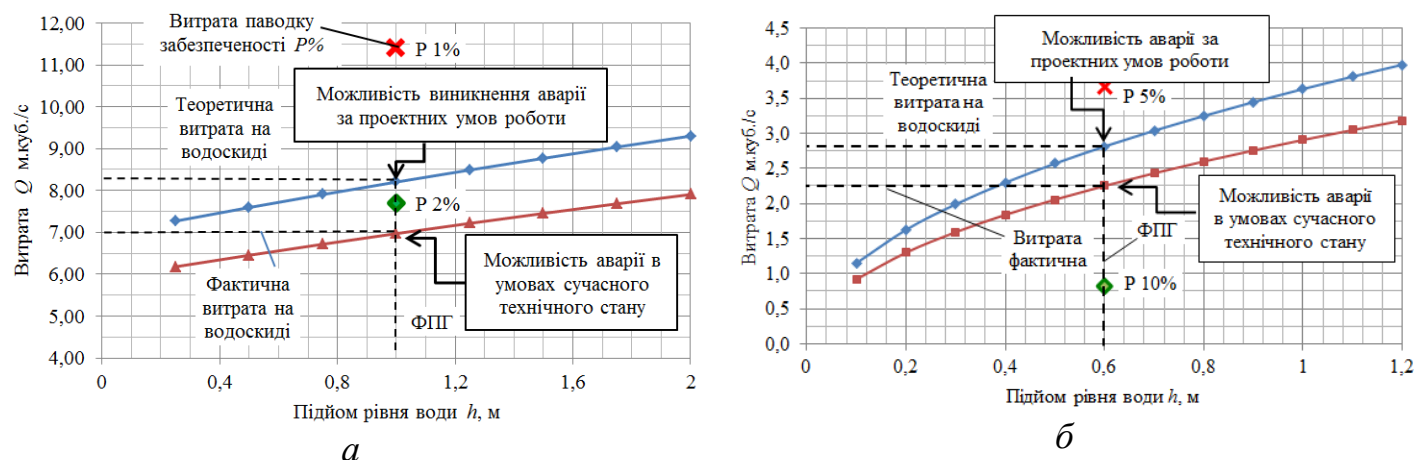 12,00
11,00
10,00
9,00
8,00
7,00
6,00
5,00
4,00
Витрата Q м.куб./с
Витрата паводку
забезпеченості P%
P 1%
Теоретична
витрата на
водоскиді
Можливість виникнення аварії
за проектних умов роботи
P 2%
Фактична
витрата на
водоскиді
Можливість аварії в
умовах сучасного
технічного стану
ФПГ
0 0,4 0,8 1,2 1,6 2
Підйом рівня води h, м
а
4,5
4,0
3,5
3,0
2,5
2,0
1,5
1,0
0,5
0,0
Витрата Q м.куб./с
Можливість аварії за
проектних умов роботи
Теоретична
витрата на
водоскиді
P 5%
Можливість аварії
в умовах сучасного
технічного стану
ФПГ
Витрата
фактична
P 10%
0 0,2 0,4 0,6 0,8 1 1,2
Підйом рівня води h, м
б